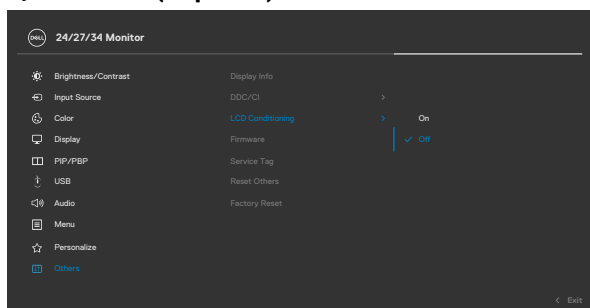 DELL
24/27/34 Monitor
Brightness/Contrast
Display Info
Input Source
DDC/CI
Color
LCD Conditioning
On
Display
Firmware
Off
PIP/PBP
Service Tag
USB
Reset Others
Audio
Factory Reset
Menu
Personalize
Others
Exit